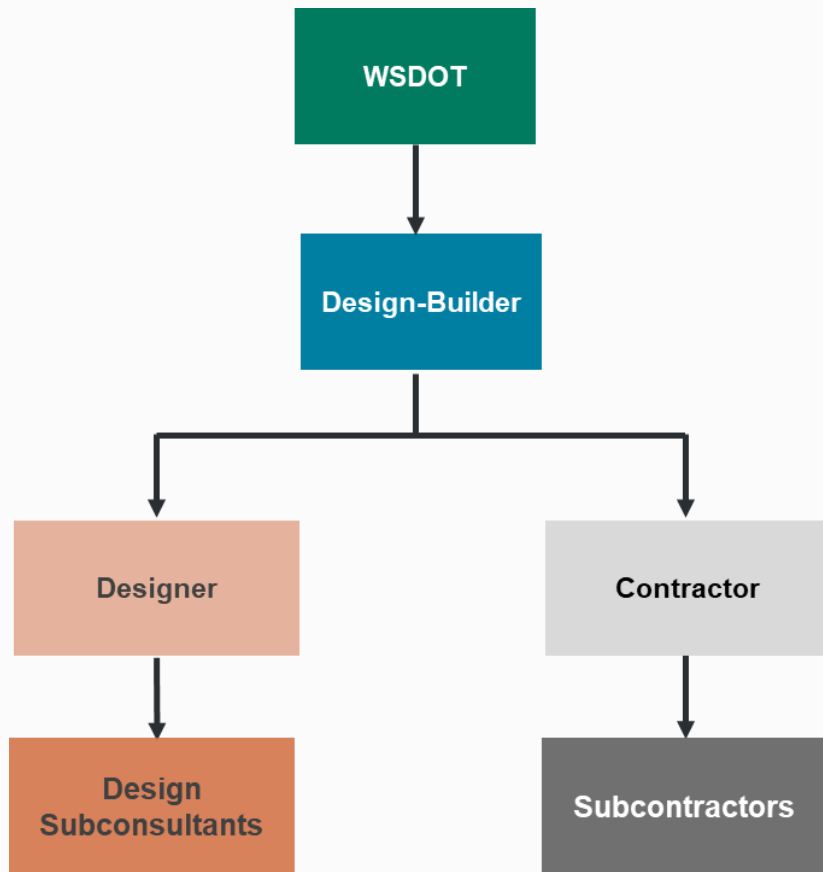 WSDOT
Design-Builder
Designer
Contractor
Design
Subconsultants
Subcontractors